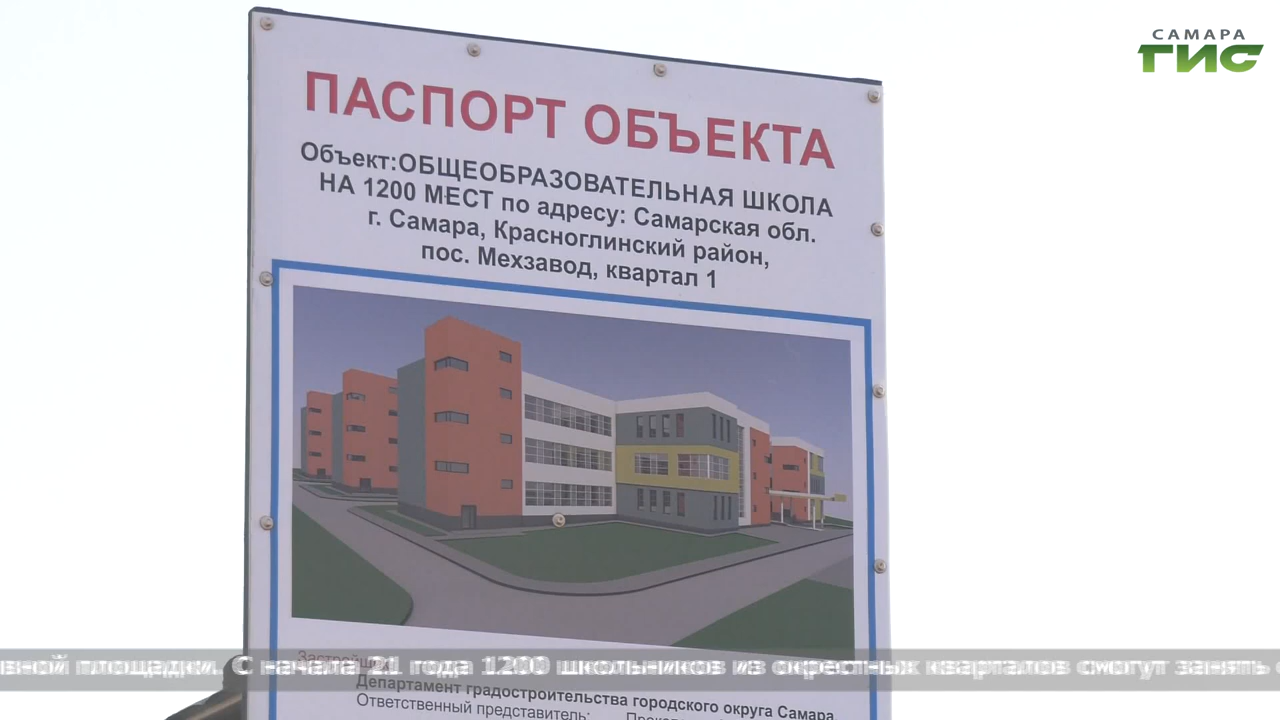 САМАРА
ГИС
ПАСПОРТ ОБЪЕКТА
Объект:ОБЩЕОБРАЗОВАТЕЛЬНАЯ ШКОЛА
НА 1200 МЕСТ по адресу: Самарская обл.
г. Самара, Красноглинский район,
пос. Мехзавод, квартал 1
площадки. С начала 21 года 1200 школьников из окрестных кварталов смогут занять
Департамент градостроительства городского округа Самара
Ответственный представитель: